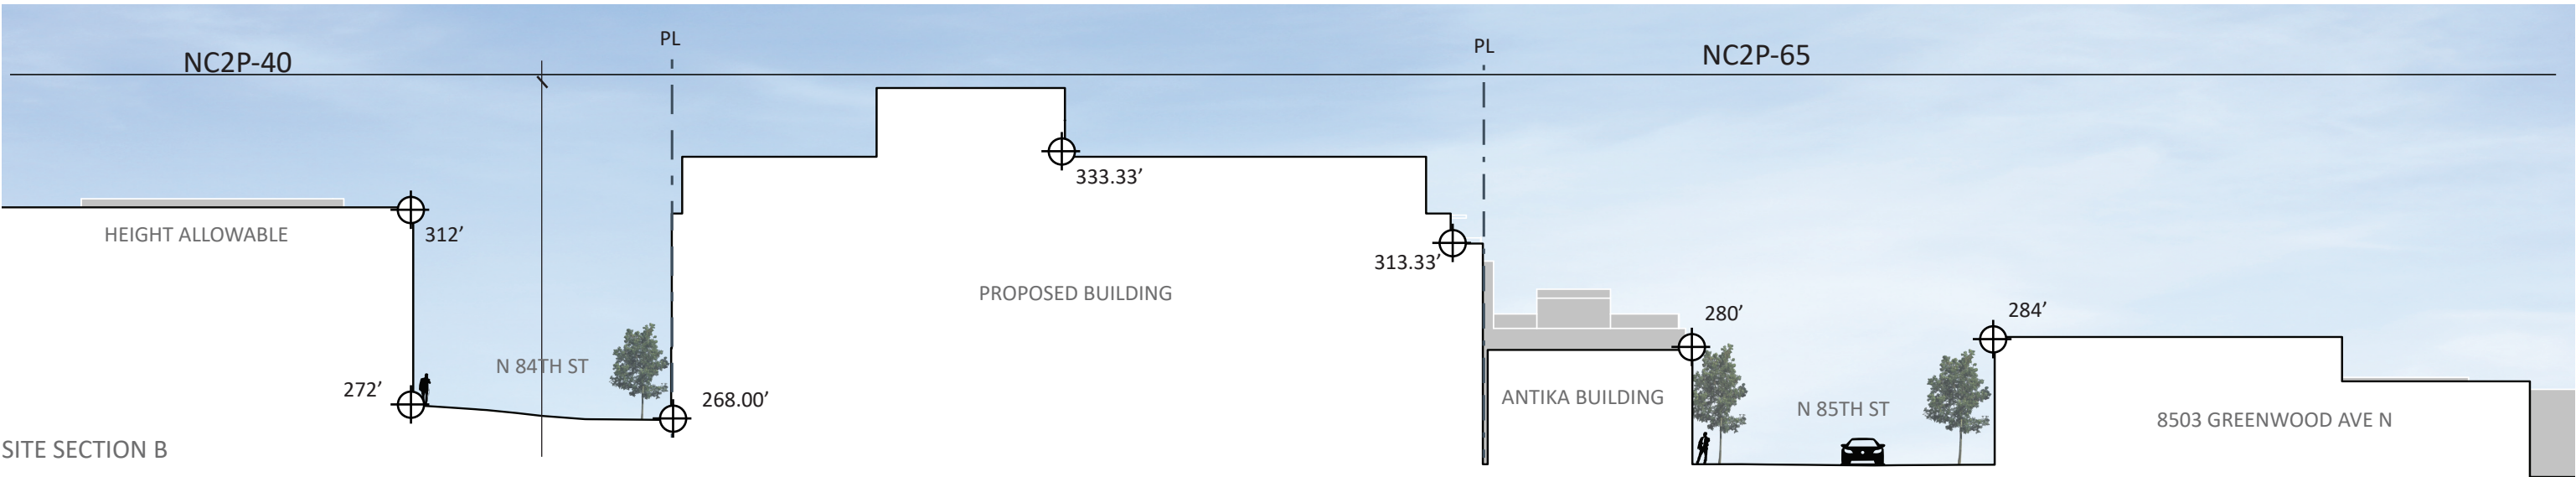 PL
PL
NC2P-40
NC2P-65
333.33’
HEIGHT ALLOWABLE
312’
313.33’
PROPOSED BUILDING
280’
284’
N 84TH ST
272’
268.00’
ANTIKA BUILDING
N 85TH ST
8503 GREENWOOD AVE N
SITE SECTION B